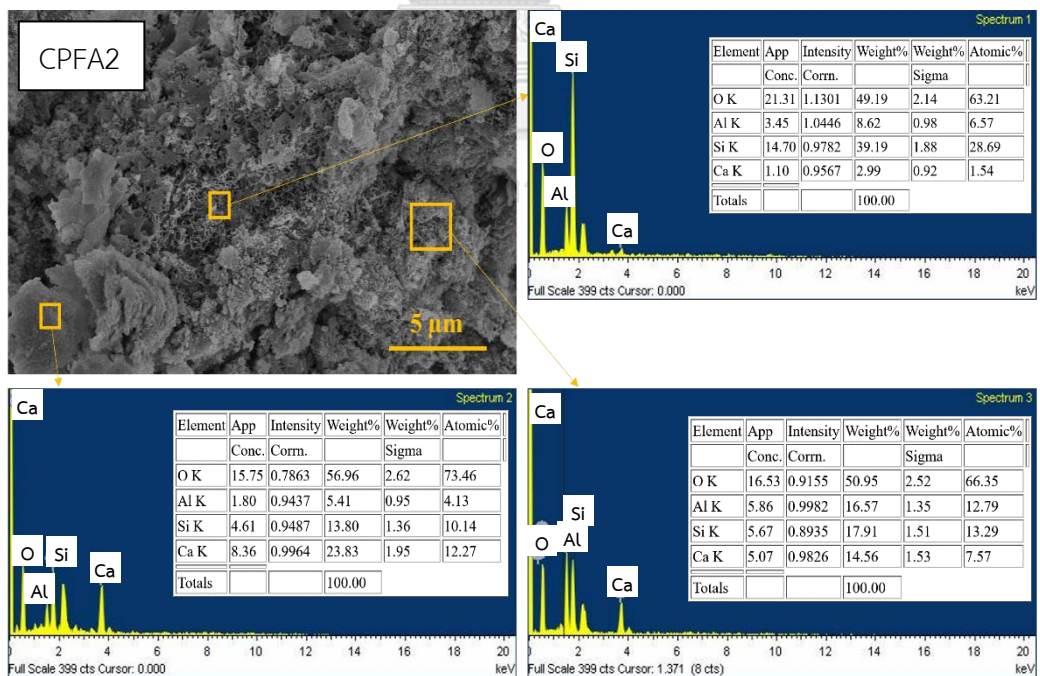 CPFA2
5 µm
Spectrum 1
Ca
Si
O
Al
Ca
Element App Intensity Weight% Weight% Atomic%
Conc. Corrn. Sigma
O K 21.31 1.1301 49.19 2.14 63.21
Al K 3.45 1.0446 8.62 0.98 6.57
Si K 14.70 0.9782 39.19 1.88 28.69
Ca K 1.10 0.9567 2.99 0.92 1.54
Totals 100.00
0 2 4 6 8 10 12 14 16 18 20
Full Scale 399 cts Cursor: 0.000 keV
Spectrum 2
Ca
O
Si
Al
Ca
Element App Intensity Weight% Weight% Atomic%
Conc. Corrn. Sigma
O K 15.75 0.7863 56.96 2.62 73.46
Al K 1.80 0.9437 5.41 0.95 4.13
Si K 4.61 0.9487 13.80 1.36 10.14
Ca K 8.36 0.9964 23.83 1.95 12.27
Totals 100.00
0 2 4 6 8 10 12 14 16 18 20
Full Scale 399 cts Cursor: 0.000 keV
Spectrum 3
Ca
Si
O
Al
Ca
Element App Intensity Weight% Weight% Atomic%
Conc. Corrn. Sigma
O K 16.53 0.9155 50.95 2.52 66.35
Al K 5.86 0.9982 16.57 1.35 12.79
Si K 5.67 0.8935 17.91 1.51 13.29
Ca K 5.07 0.9826 14.56 1.53 7.57
Totals 100.00
0 2 4 6 8 10 12 14 16 18 20
Full Scale 399 cts Cursor: 1.371 (8 cts) keV